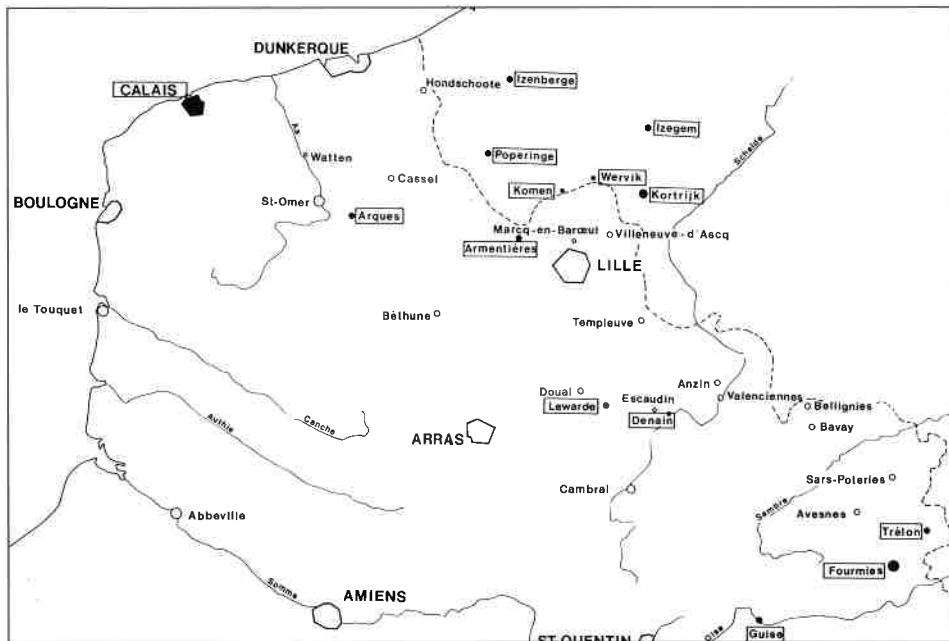 DUNKERQUE
Hondschoote
Izenberge
CALAIS
Izegem
Aa
Watten
Poperinge
Schelde
Cassel
Wervik
Komen
Kortrijk
BOULOGNE
St-Omer
Arques
Marcq-en-Barœul
Villeneuve-d'Ascq
Armentières
LILLE
le Touquet
Béthune
Templeuve
Anzin
Douai
Escaudin
Valenciennes
Lewarde
Denain
Bellignies
Authie
Canche
ARRAS
Bavay
Sars-Poteries
Cambrai
Sambre
Avesnes
Abbeville
Trélon
Fourmies
Somme
AMIENS
ST-QUENTIN
Oise
Guise